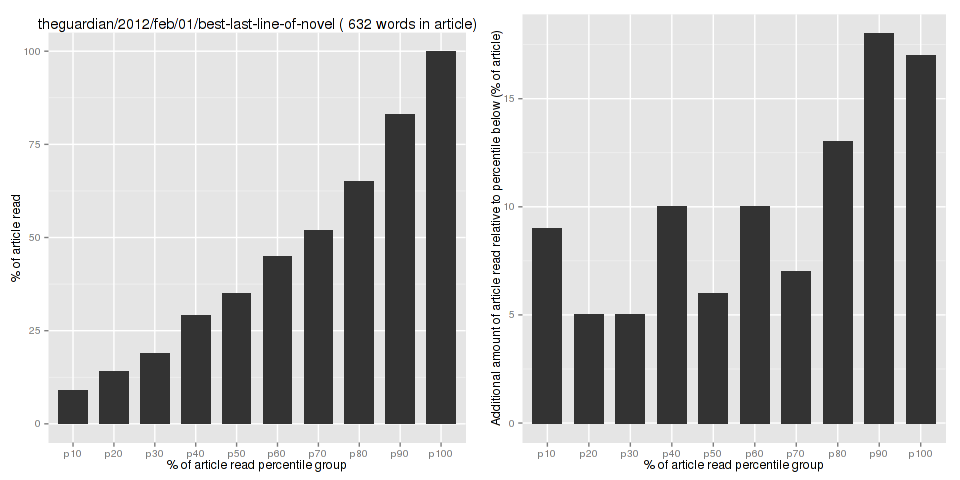 theguardian/2012/feb/01/best-last-line-of-novel ( 632 words in article)
100
75
50
25
0
% of article read
p10 p20 p30 p40 p50 p60 p70 p80 p90 p100
% of article read percentile group
Additional amount of article read relative to percentile below (% of article)
15
10
5
0
p10 p20 p30 p40 p50 p60 p70 p80 p90 p100
% of article read percentile group